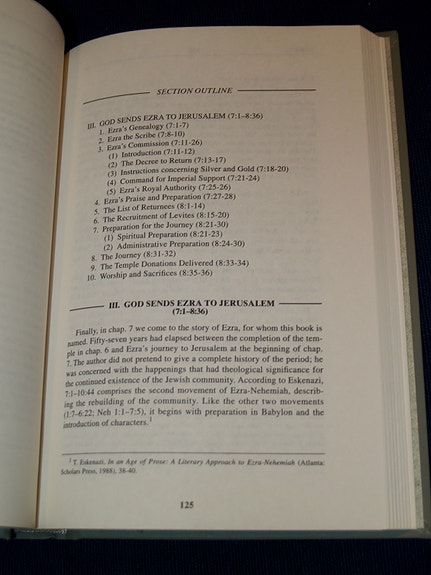 SECTION OUTLINE
III. GOD SENDS EZRA TO JERUSALEM (7:1–8:36)
1. Ezra's Genealogy (7:1-7)
2. Ezra the Scribe (7:8-10)
3. Ezra's Commission (7:11-26)
(1) Introduction (7:11-12)
(2) The Decree to Return (7:13-17)
(3) Instructions concerning Silver and Gold (7:18-20)
(4) Command for Imperial Support (7:21-24)
(5) Ezra's Royal Authority (7:25-26)
4. Ezra's Praise and Preparation (7:27-28)
5. The List of Returnees (8:1-14)
6. The Recruitment of Levites (8:15-20)
7. Preparation for the Journey (8:21-30)
(1) Spiritual Preparation (8:21-23)
(2) Administrative Preparation (8:24-30)
8. The Journey (8:31-32)
9. The Temple Donations Delivered (8:33-34)
10. Worship and Sacrifices (8:35-36)
III. GOD SENDS EZRA TO JERUSALEM
(7:1–8:36)
Finally, in chap. 7 we come to the story of Ezra, for whom this book is
named. Fifty-seven years had elapsed between the completion of the tem-
ple in chap. 6 and Ezra's journey to Jerusalem at the beginning of chap.
7. The author did not pretend to give a complete history of the period; he
was concerned with the happenings that had theological significance for
the continued existence of the Jewish community. According to Eskenazi,
7:1–10:44 comprises the second movement of Ezra-Nehemiah, describ-
ing the rebuilding of the community. Like the other two movements
(1:7–6:22; Neh 1:1–7:5), it begins with preparation in Babylon and the
introduction of characters.1
1 T. Eskenazi, In an Age of Prose: A Literary Approach to Ezra-Nehemiah (Atlanta:
Scholars Press, 1988), 38-40.
125